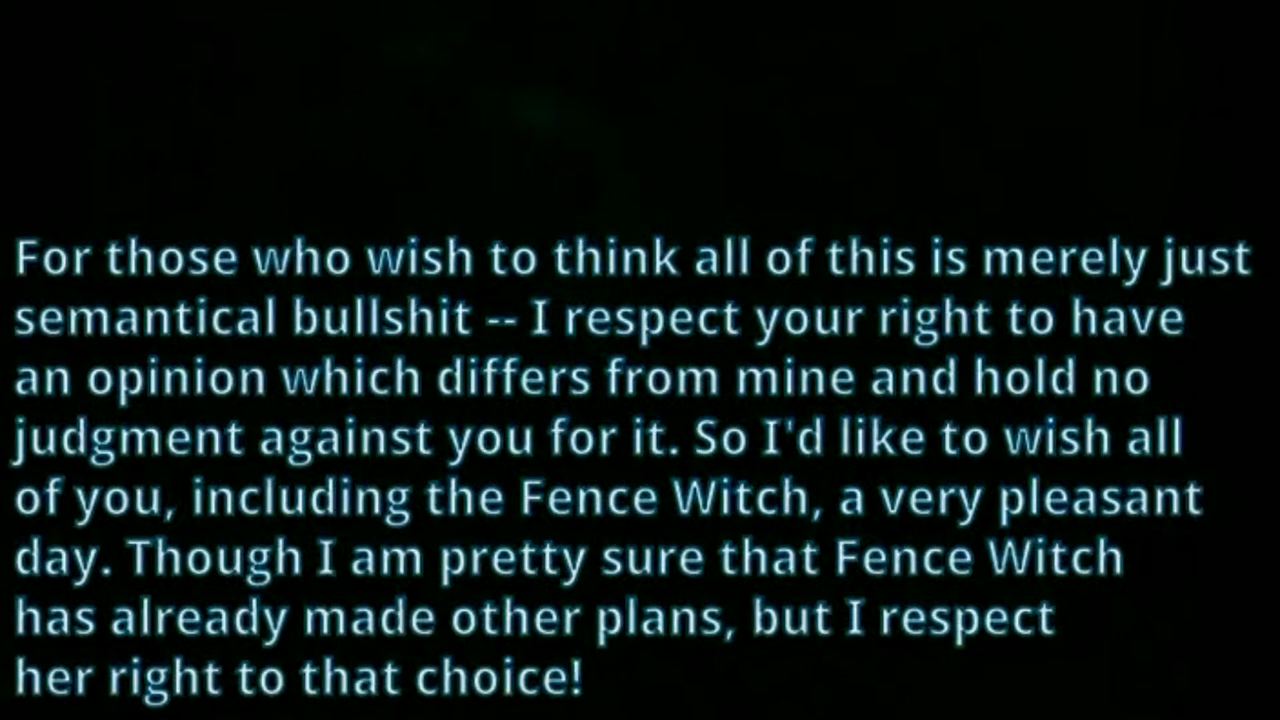 For those who wish to think all of this is merely just
semantical bullshit -- I respect your right to have
an opinion which differs from mine and hold no
judgment against you for it. So I'd like to wish all
of you, including the Fence Witch, a very pleasant
day. Though I am pretty sure that Fence Witch
has already made other plans, but I respect
her right to that choice!